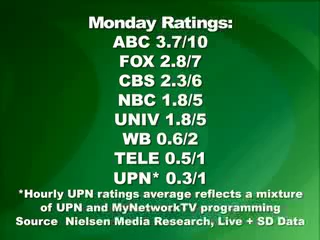 Monday Ratings:
ABC 3.7/10
FOX 2.8/7
CBS 2.3/6
NBC 1.8/5
UNIV 1.8/5
WB 0.6/2
TELE 0.5/1
UPN* 0.3/1
*Hourly UPN ratings average reflects a mixture
of UPN and MyNetworkTV programming
Source Nielsen Media Research, Live + SD Data